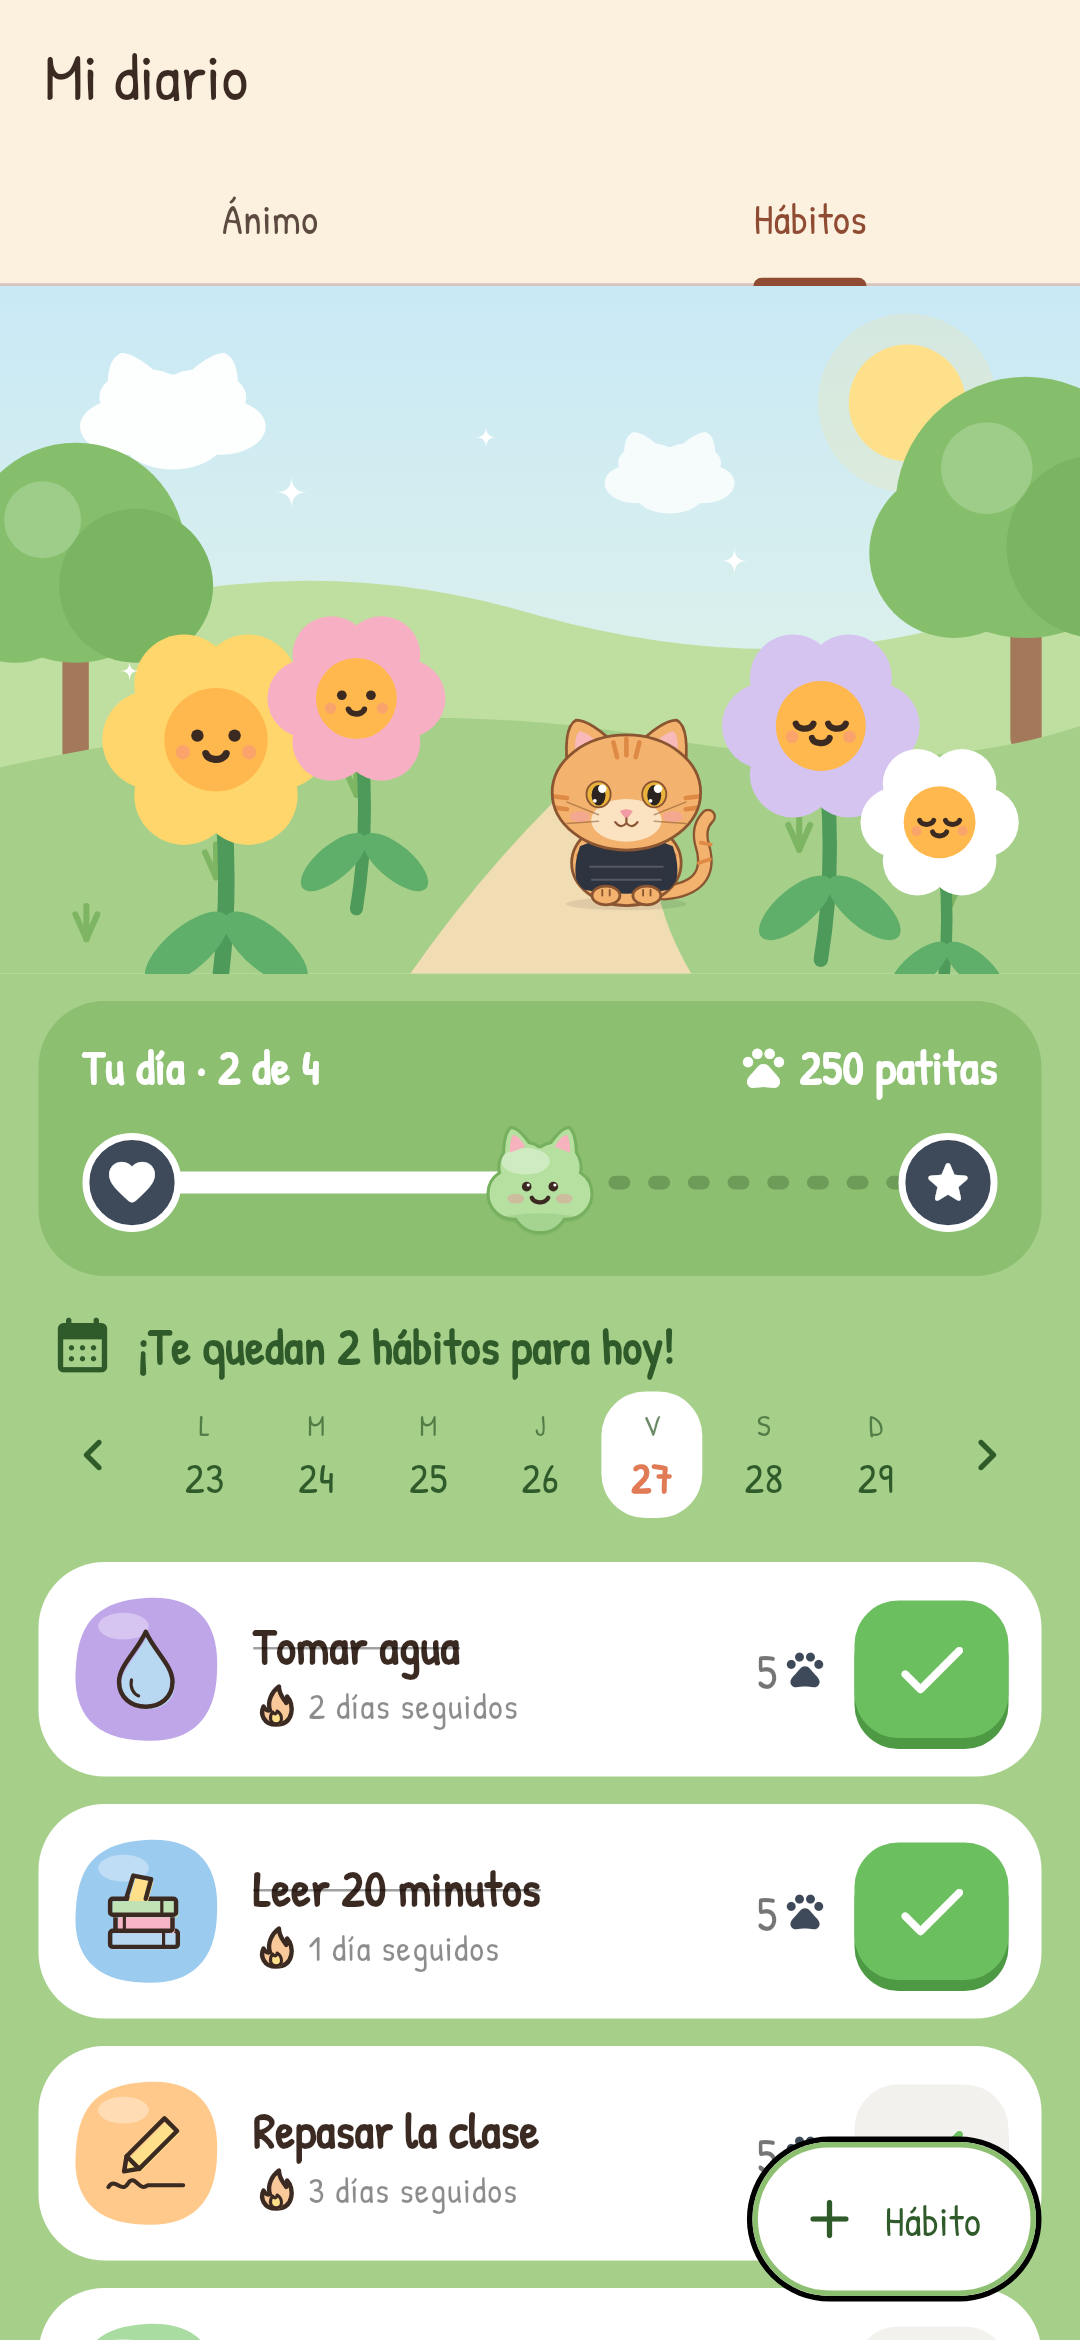 Mi diario
Ánimo
Hábitos
Tu día · 2 de 4
250 patitas
¡Te quedan 2 hábitos para hoy!
L M M J V S D
23 24 25 26 27 28 29
Tomar agua
2 días seguidos
5
Leer 20 minutos
1 día seguidos
5
Repasar la clase
3 días seguidos
5
+ Hábito